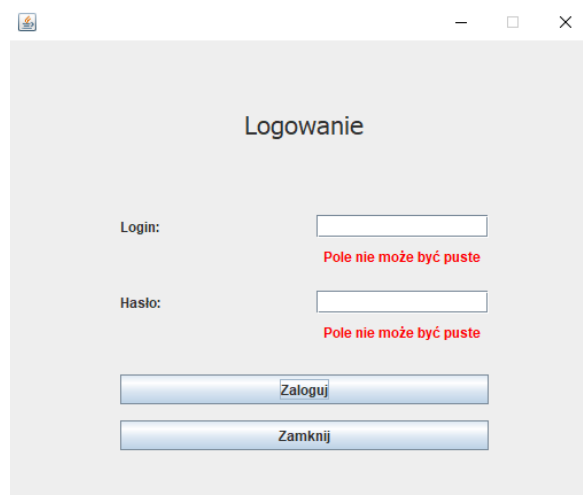 Logowanie
Login:
Pole nie może być puste
Hasło:
Pole nie może być puste
Zaloguj
Zamknij